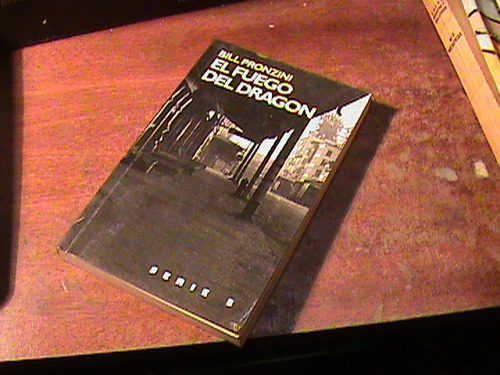 BILL PRONZINI
EL FUEGO
DEL DRAGON
SERIE